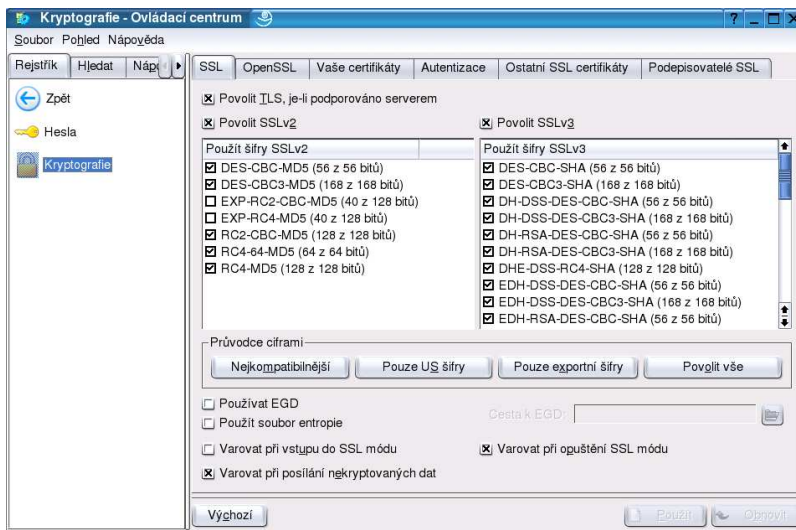 Kryptografie - Ovládací centrum
Soubor Pohled Nápověda
Rejstřík Hledat
SSL OpenSSL Vaše certifikáty Autentizace Ostatní SSL certifikáty Podepisovatelé SSL
Zpět
Hesla
Kryptografie
Povolit TLS, je-li podporováno serverem
Povolit SSLv2
Použít šifry SSLv2
DES-CBC-MD5 (56 z 56 bitů)
DES-CBC3-MD5 (168 z 168 bitů)
EXP-RC2-CBC-MD5 (40 z 128 bitů)
EXP-RC4-MD5 (40 z 128 bitů)
RC2-CBC-MD5 (128 z 128 bitů)
RC4-64-MD5 (64 z 64 bitů)
RC4-MD5 (128 z 128 bitů)
Povolit SSLv3
Použít šifry SSLv3
DES-CBC-SHA (56 z 56 bitů)
DES-CBC3-SHA (168 z 168 bitů)
DH-DSS-DES-CBC-SHA (56 z 56 bitů)
DH-DSS-DES-CBC3-SHA (168 z 168 bitů)
DH-RSA-DES-CBC-SHA (56 z 56 bitů)
DH-RSA-DES-CBC3-SHA (168 z 168 bitů)
DHE-DSS-RC4-SHA (128 z 128 bitů)
EDH-DSS-DES-CBC-SHA (56 z 56 bitů)
EDH-DSS-DES-CBC3-SHA (168 z 168 bitů)
EDH-RSA-DES-CBC-SHA (56 z 56 bitů)
Průvodce ciframi
Nejkompatibilnější Pouze US šifry Pouze exportní šifry Povolit vše
Používat EGD
Použít soubor entropie
Cesta k EGD:
Varovat při vstupu do SSL módu
Varovat při opuštění SSL módu
Varovat při posílání nekryptovaných dat
Výchozí Použít Obnovit